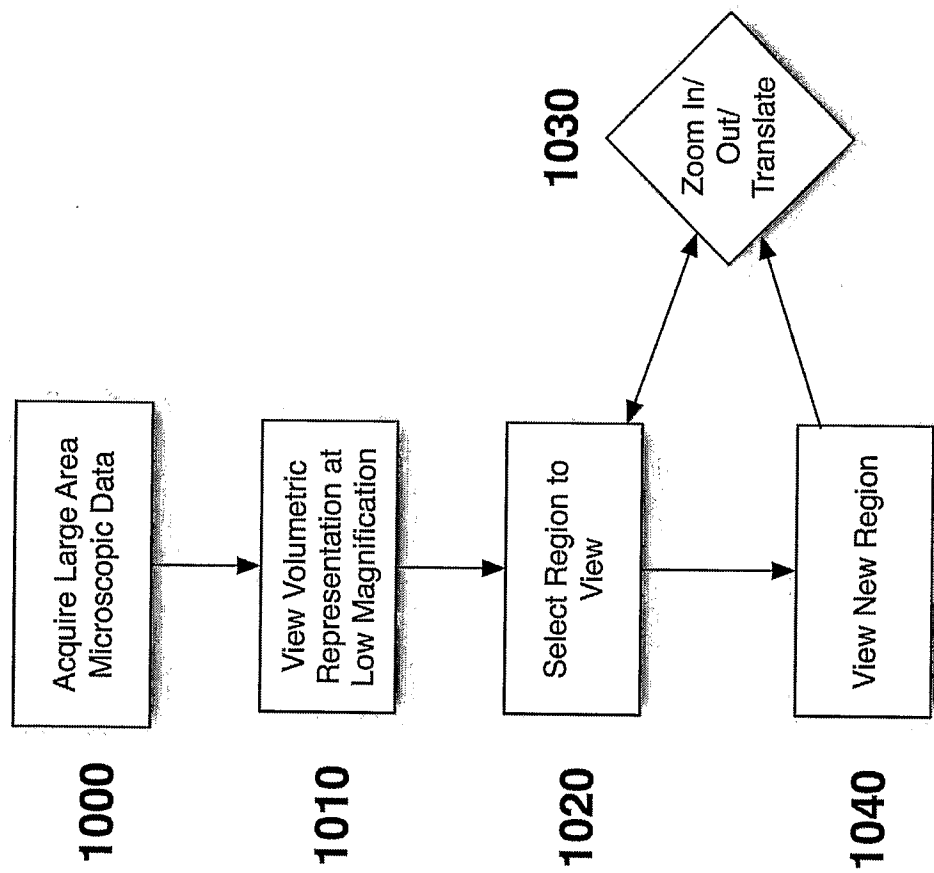 1000
Acquire Large Area
Microscopic Data
1010
View Volumetric
Representation at
Low Magnification
1020
Select Region to
View
1030
Zoom In/
Out/
Translate
1040
View New Region